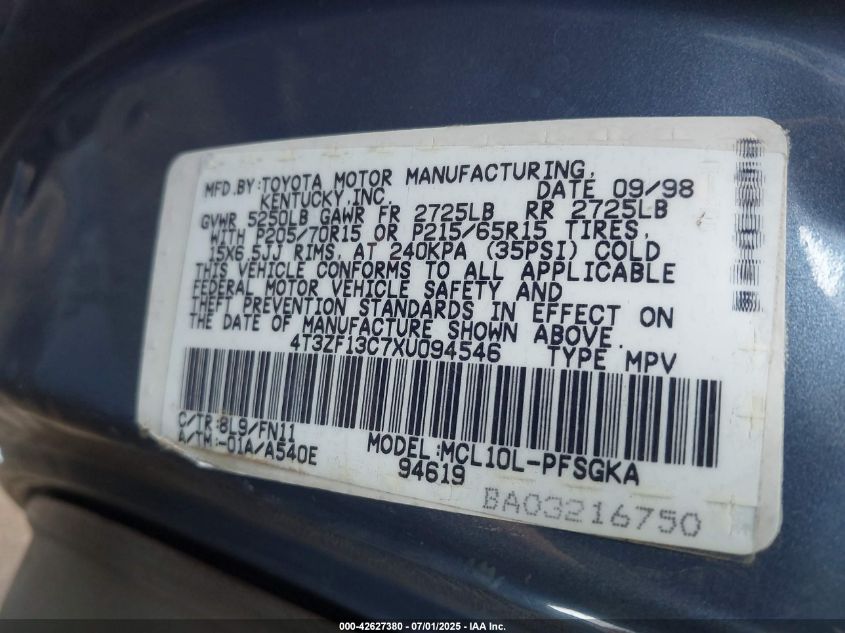 MFD.BY:TOYOTA MOTOR MANUFACTURING,
KENTUCKY,INC. DATE 09/98
GVWR 5250LB GAWR FR 2725LB RR 2725LB
WITH P205/70R15 OR P215/65R15 TIRES,
15X6.5JJ RIMS, AT 240KPA (35PSI) COLD
THIS VEHICLE CONFORMS TO ALL APPLICABLE
FEDERAL MOTOR VEHICLE SAFETY AND
THEFT PREVENTION STANDARDS IN EFFECT ON
THE DATE OF MANUFACTURE SHOWN ABOVE.
4T3ZF13C7XU094546 TYPE MPV
C/TR:8L9/FN11
A/TM:-01A/A540E MODEL:MCL10L-PFSGKA
94619
BA03216750
000-42627380 - 07/01/2025 - IAA Inc.